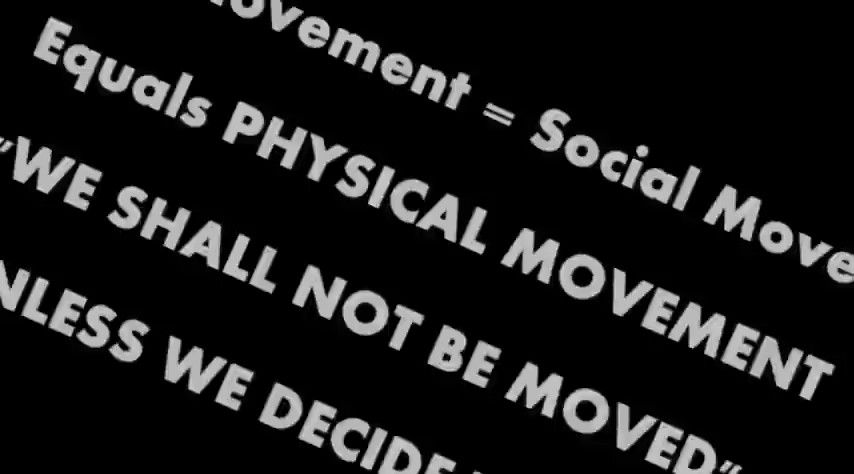 ovement = Social Move
Equals PHYSICAL MOVEMENT
"WE SHALL NOT BE MOVED"
NLESS WE DECIDE